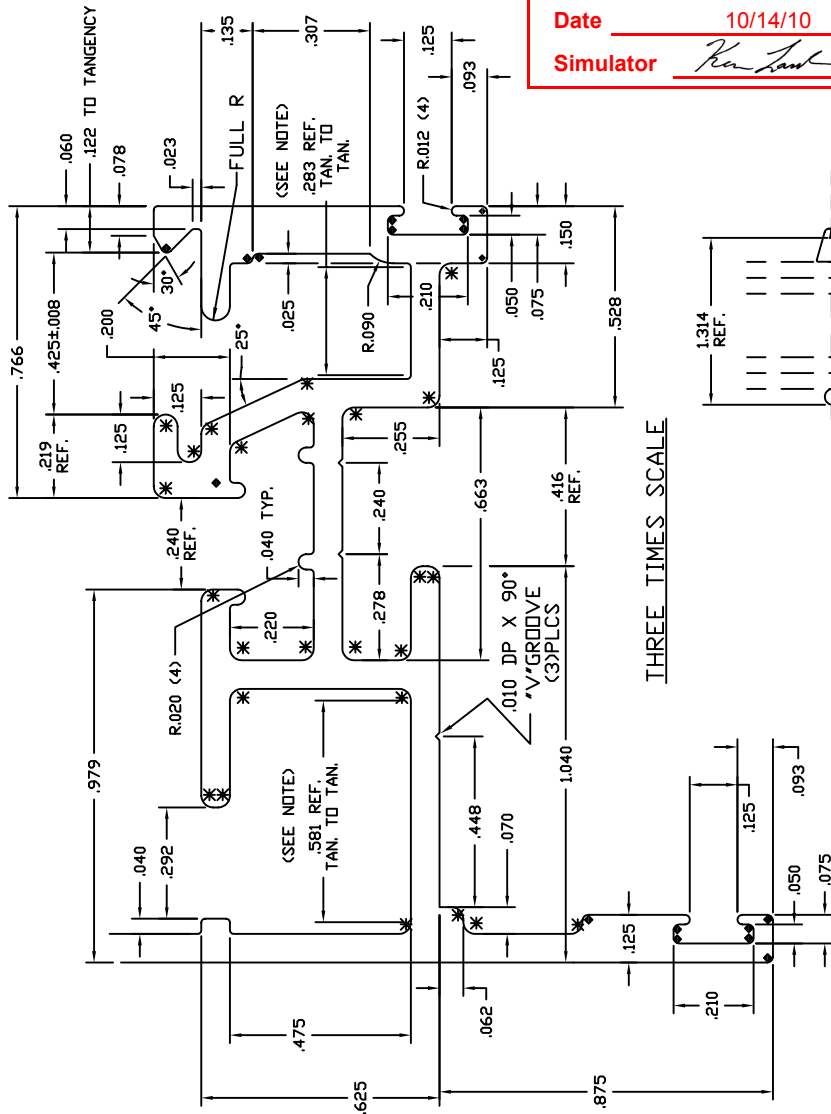 Date 10/14/10
Simulator
.135
.307
.125
.093
.122 TO TANGENCY
.060
.078
.023
FULL R
(SEE NOTE)
.283 REF.
TAN. TO
TAN.
R.012 (4)
.766
.425±.008
.219
REF.
.125
.125
30°
45°
.200
25°
.025
R.090
.210
.050
.075
.150
.528
.125
1.314
REF.
.240
REF.
.040 TYP.
R.020 (4)
.220
.278
.240
.255
.663
.416
REF.
THREE TIMES SCALE
.979
.040
.292
(SEE NOTE)
.581 REF.
TAN. TO TAN.
.010 DP X 90°
"V"GROOVE
(3)PLCS
.448
.070
1.040
.475
.625
.062
.125
.210
.875
.125
.093
.050
.075